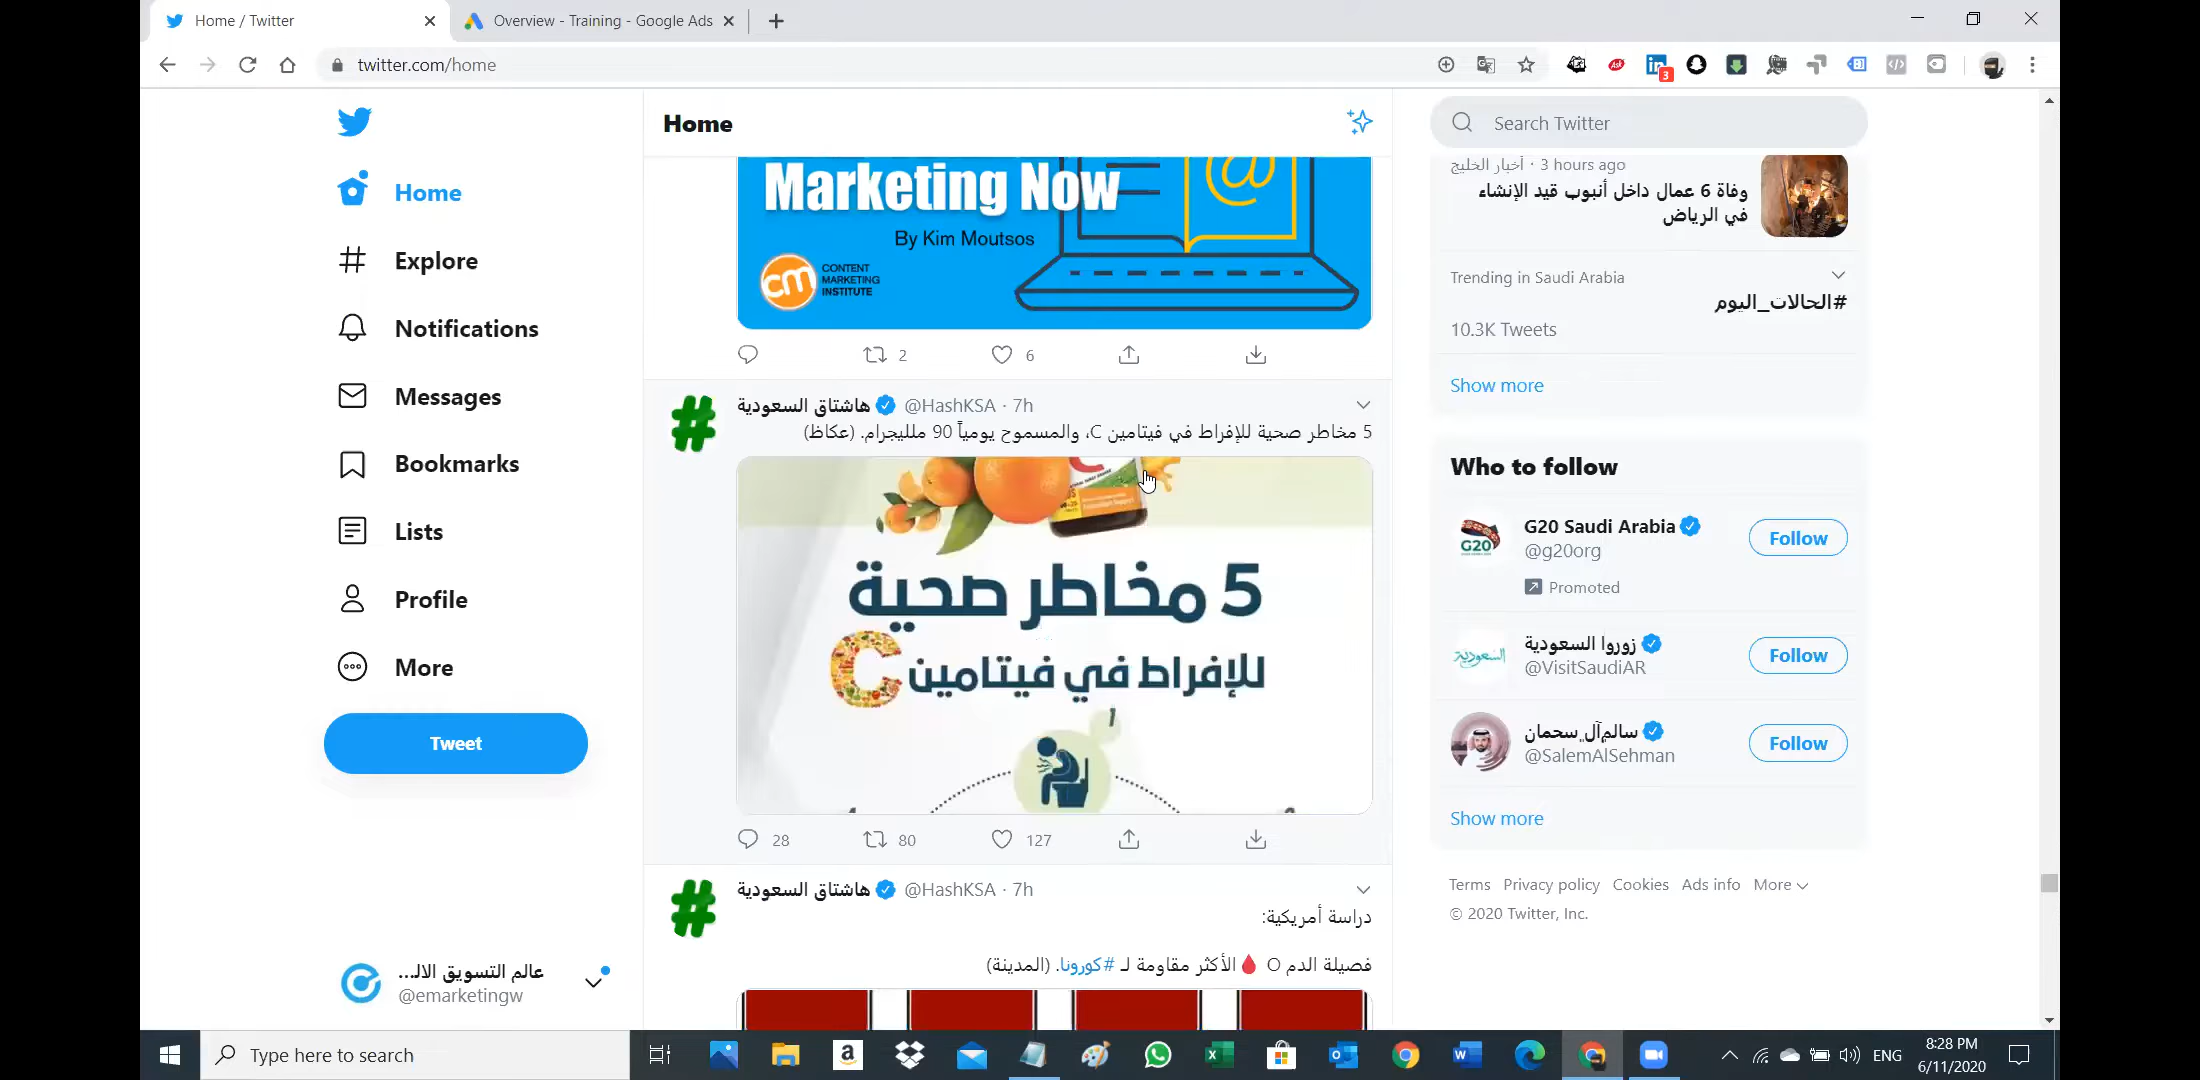 Home / Twitter
Overview - Training - Google Ads
twitter.com/home
3
Home
Explore
Notifications
Messages
Bookmarks
Lists
Profile
More
Tweet
عالم التسويق الالـ...
@emarketingw
Home
Marketing Now
By Kim Moutsos
cm CONTENT
MARKETING
INSTITUTE
2 6
هاشتاق السعودية @HashKSA · 7h
5 مخاطر صحية للإفراط في فيتامين C، والمسموح يومياً 90 ملليجرام. (عكاظ)
5 مخاطر صحية
للإفراط في فيتامين C
1
28 80 127
هاشتاق السعودية @HashKSA · 7h
دراسة أمريكية:
فصيلة الدم O 🩸 الأكثر مقاومة لـ #كورونا. (المدينة)
Search Twitter
أخبار الخليج · 3 hours ago
وفاة 6 عمال داخل أنبوب قيد الإنشاء
في الرياض
Trending in Saudi Arabia
#الحالات_اليوم
10.3K Tweets
Show more
Who to follow
G20
G20 Saudi Arabia
@g20org
Follow
Promoted
السعودية
زوروا السعودية
@VisitSaudiAR
Follow
سالم آل سحمان
@SalemAlSehman
Follow
Show more
Terms Privacy policy Cookies Ads info More
© 2020 Twitter, Inc.
Type here to search
ENG
8:28 PM
6/11/2020